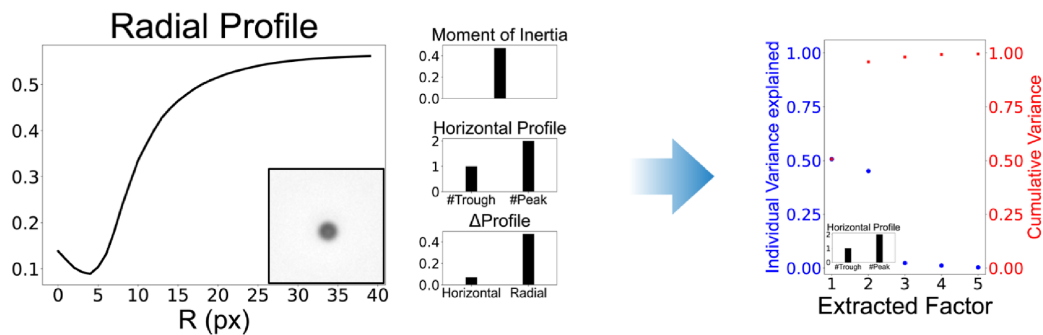 Radial Profile
0.5
0.4
0.3
0.2
0.1
0 5 10 15 20 25 30 35 40
R (px)
Moment of Inertia
0.4
0.2
0.0
Horizontal Profile
2
1
0
#Trough #Peak
ΔProfile
0.4
0.2
0.0
Horizontal Radial
Individual Variance explained
1.00
0.75
0.50
0.25
0.00
Horizontal Profile
2
1
0
#Trough #Peak
1 2 3 4 5
Extracted Factor
1.00
0.75
0.50
0.25
0.00
Cumulative Variance